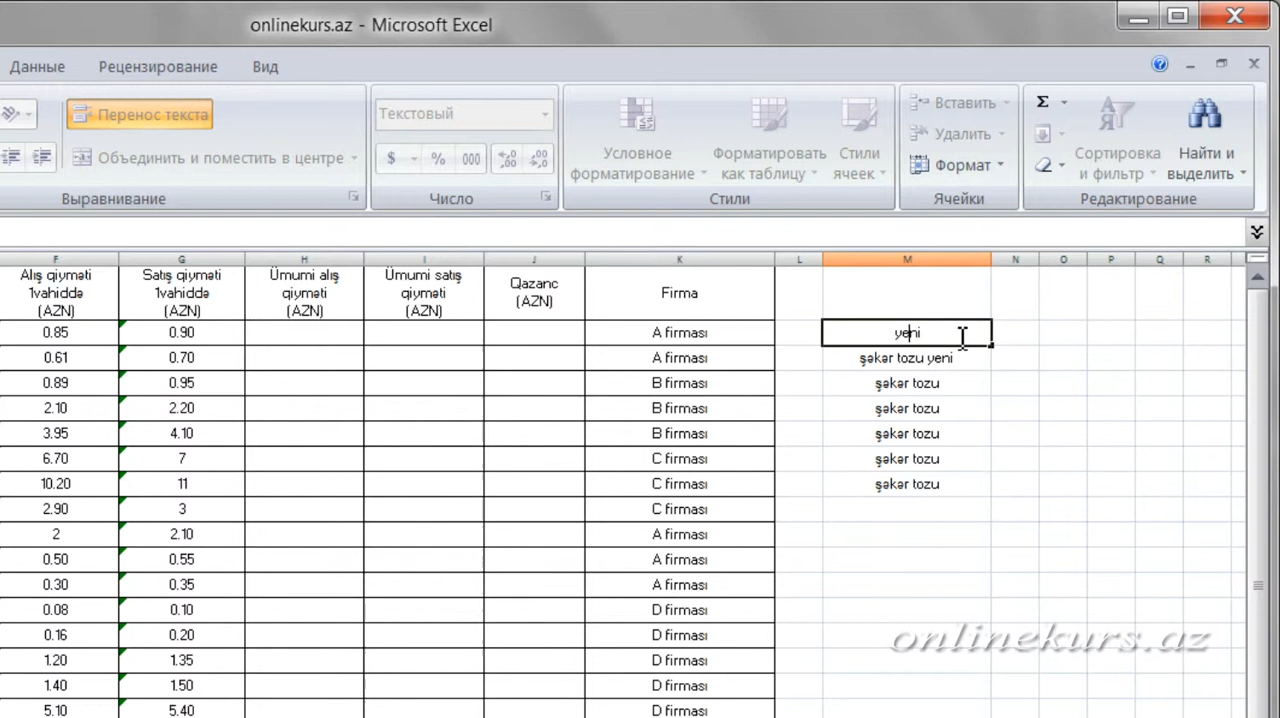 onlinekurs.az - Microsoft Excel
Данные Рецензирование Вид
Перенос текста Текстовый Вставить Σ
Объединить и поместить в центре $ % 000 Условное форматирование Форматировать как таблицу Стили ячеек Удалить Формат Сортировка и фильтр Найти и выделить
Выравнивание Число Стили Ячейки Редактирование
F G H I J K L M N O P Q R
Alış qiyməti 1vahiddə (AZN) Satış qiyməti 1vahiddə (AZN) Ümumi alış qiyməti (AZN) Ümumi satış qiyməti (AZN) Qazanc (AZN) Firma
0.85 0.90 A firması yeni
0.61 0.70 A firması şəkər tozu yeni
0.89 0.95 B firması şəkər tozu
2.10 2.20 B firması şəkər tozu
3.95 4.10 B firması şəkər tozu
6.70 7 C firması şəkər tozu
10.20 11 C firması şəkər tozu
2.90 3 C firması
2 2.10 A firması
0.50 0.55 A firması
0.30 0.35 A firması
0.08 0.10 D firması
0.16 0.20 D firması
onlinekurs.az
1.20 1.35 D firması
1.40 1.50 D firması
5.10 5.40 D firması